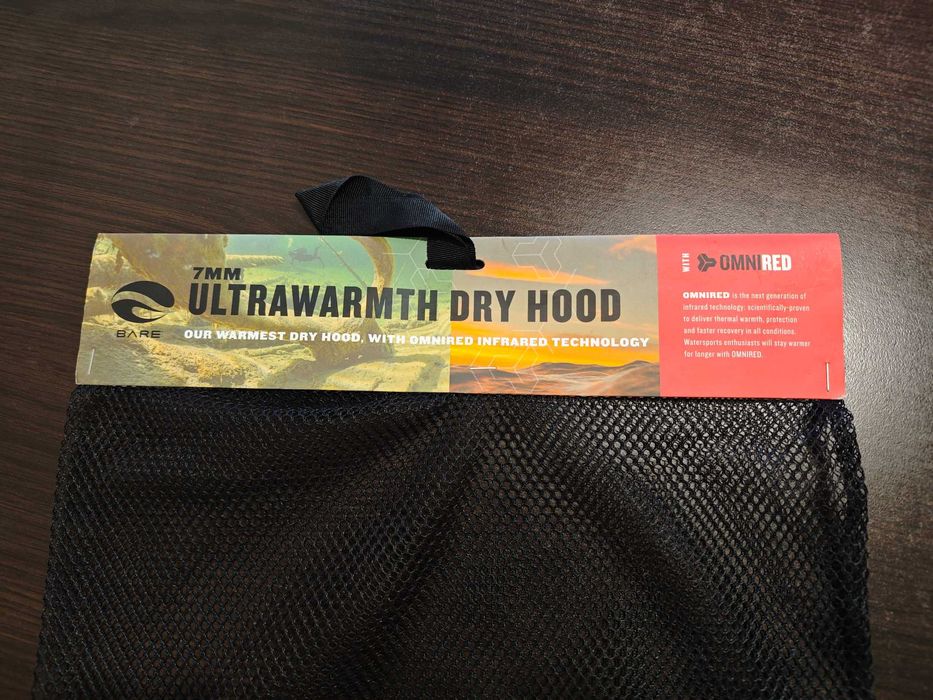 7MM
ULTRAWARMTH DRY HOOD
BARE
OUR WARMEST DRY HOOD, WITH OMNIRED INFRARED TECHNOLOGY
WITH OMNIRED
OMNIRED is the next generation of
infrared technology: scientifically-proven
to deliver thermal warmth, protection
and faster recovery in all conditions.
Watersports enthusiasts will stay warmer
for longer with OMNIRED.